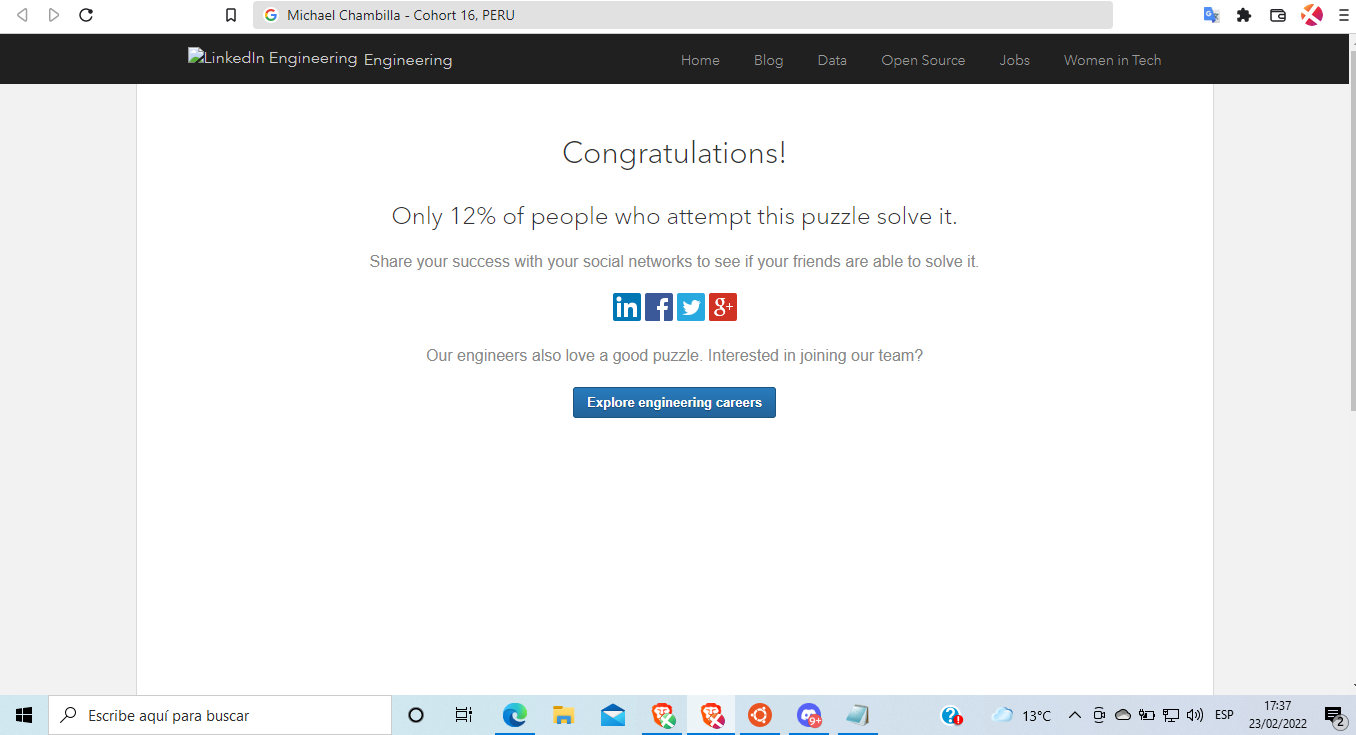 Michael Chambilla - Cohort 16, PERU
LinkedIn Engineering Engineering Home Blog Data Open Source Jobs Women in Tech
Congratulations!
Only 12% of people who attempt this puzzle solve it.
Share your success with your social networks to see if your friends are able to solve it.
in f g+
Our engineers also love a good puzzle. Interested in joining our team?
Explore engineering careers
Escribe aquí para buscar 9+ 13°C ESP 17:37
23/02/2022 2